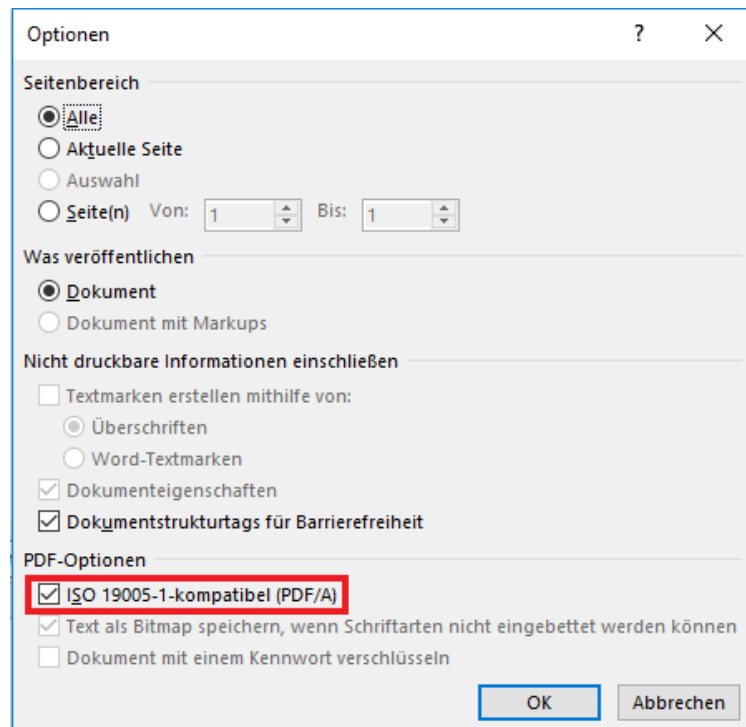 Optionen ?
Seitenbereich
Alle
Aktuelle Seite
Auswahl
Seite(n) Von: 1 Bis: 1
Was veröffentlichen
Dokument
Dokument mit Markups
Nicht druckbare Informationen einschließen
Textmarken erstellen mithilfe von:
Überschriften
Word-Textmarken
Dokumenteigenschaften
Dokumentstrukturtags für Barrierefreiheit
PDF-Optionen
ISO 19005-1-kompatibel (PDF/A)
Text als Bitmap speichern, wenn Schriftarten nicht eingebettet werden können
Dokument mit einem Kennwort verschlüsseln
OK Abbrechen